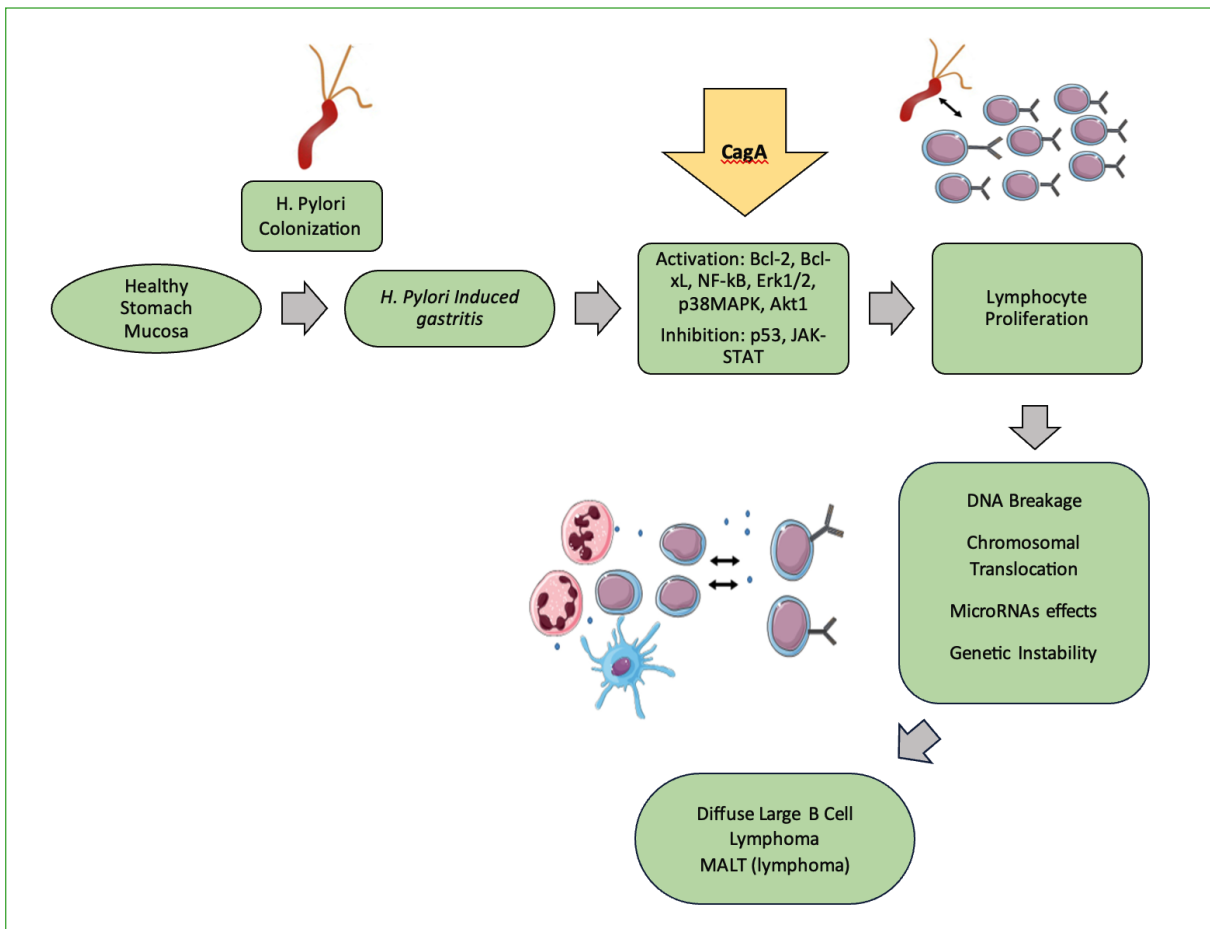 H. Pylori
Colonization
CagA
Healthy
Stomach
Mucosa
H. Pylori Induced
gastritis
Activation: Bcl-2, Bcl-
xL, NF-kB, Erk1/2,
p38MAPK, Akt1
Inhibition: p53, JAK-
STAT
Lymphocyte
Proliferation
DNA Breakage
Chromosomal
Translocation
MicroRNAs effects
Genetic Instability
Diffuse Large B Cell
Lymphoma
MALT (lymphoma)